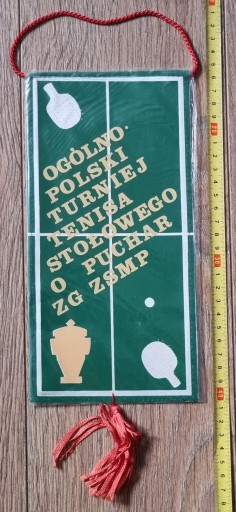 OGÓLNO-
POLSKI
TURNIEJ
TENISA
STOŁOWEGO
O PUCHAR
ZG ZSMP